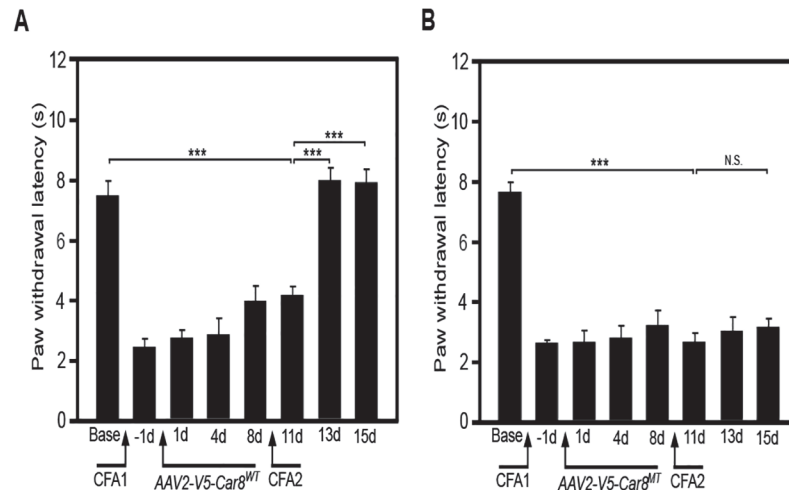 A
Paw withdrawal latency (s)
12
10
8
6
4
2
0
***
***
***
Base -1d 1d 4d 8d 11d 13d 15d
CFA1 AAV2-V5-Car8WT CFA2
B
Paw withdrawal latency (s)
12
10
8
6
4
2
0
***
N.S.
Base -1d 1d 4d 8d 11d 13d 15d
CFA1 AAV2-V5-Car8MT CFA2